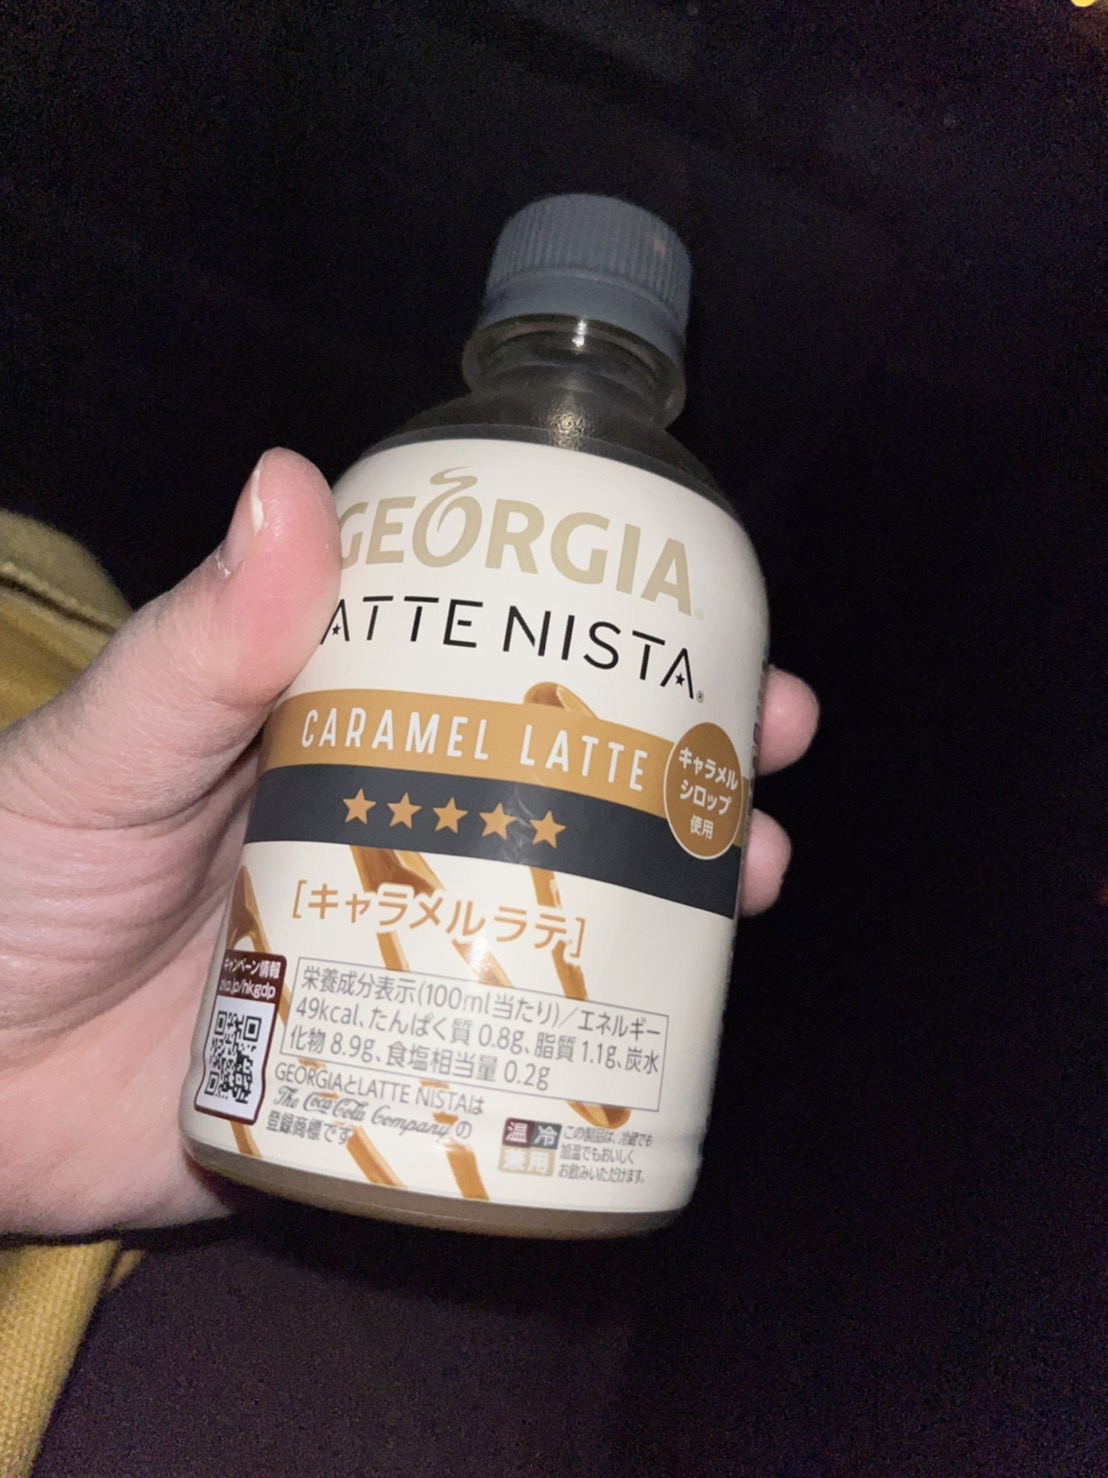 GEORGIA
ATTE NISTA®
CARAMEL LATTE
キャラメル
シロップ
使用
[キャラメルラテ]
キャンペーン情報
栄養成分表示(100ml当たり)/エネルギー
49kcal、たんぱく質 0.8g、脂質 1.1g、炭水
化物 8.9g、食塩相当量 0.2g
GEORGIAとLATTE NISTAは
The Coca-Cola Company の
登録商標です
温 冷
兼用
この製品は、冷蔵でも
加温でもおいしく
お飲みいただけます。